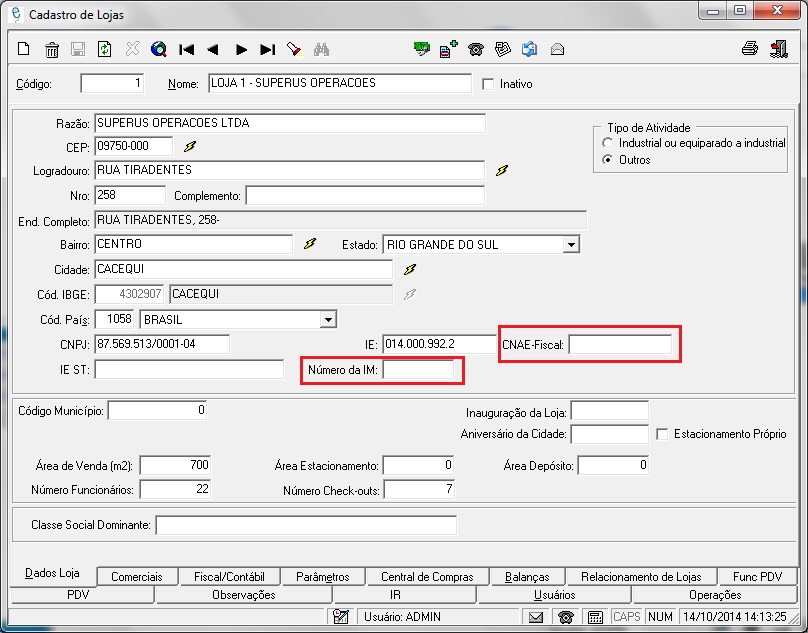 Cadastro de Lojas
Código: 1 Nome: LOJA 1 - SUPERUS OPERACOES Inativo
Razão: SUPERUS OPERACOES LTDA
Tipo de Atividade
CEP: 09750-000 Industrial ou equiparado a industrial
Outros
Logradouro: RUA TIRADENTES
Nro: 258 Complemento:
End. Completo: RUA TIRADENTES, 258-
Bairro: CENTRO Estado: RIO GRANDE DO SUL
Cidade: CACEQUI
Cód. IBGE: 4302907 CACEQUI
Cód. País: 1058 BRASIL
CNPJ: 87.569.513/0001-04 IE: 014.000.992.2 CNAE-Fiscal:
IE ST: Número da IM:
Código Município: 0 Inauguração da Loja:
Aniversário da Cidade: Estacionamento Próprio
Área de Venda (m2): 700 Área Estacionamento: 0 Área Depósito: 0
Número Funcionários: 22 Número Check-outs: 7
Classe Social Dominante:
Dados Loja Comerciais Fiscal/Contábil Parâmetros Central de Compras Balanças Relacionamento de Lojas Func PDV
PDV Observações IR Usuários Operações
Usuário: ADMIN CAPS NUM 14/10/2014 14:13:25